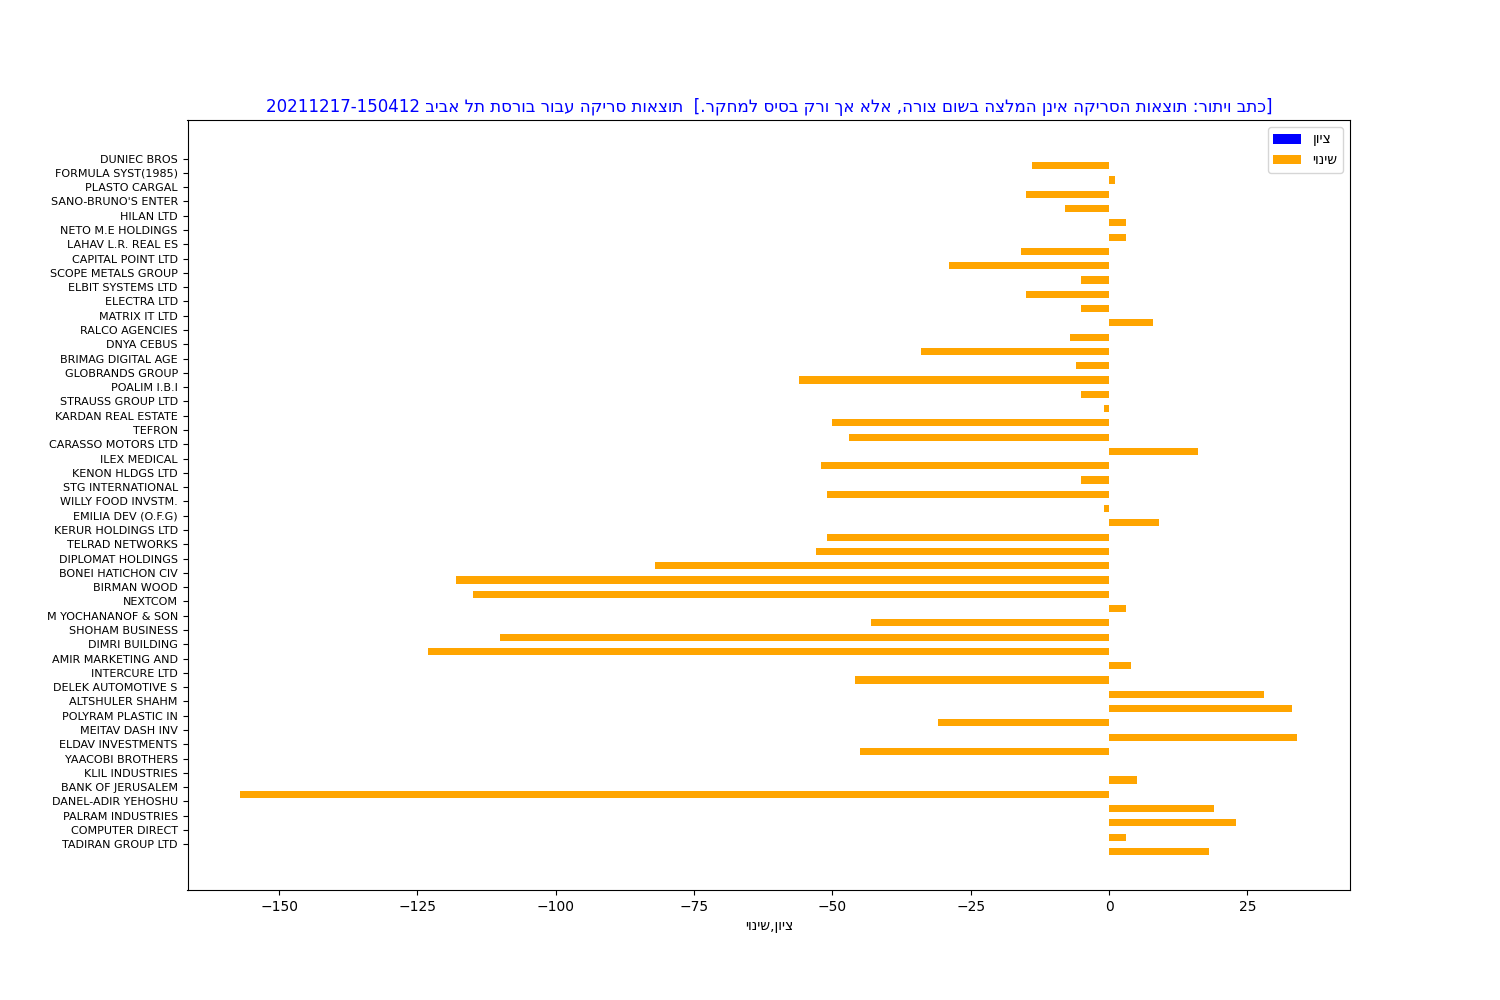 [כתב ויתור: תוצאות הסריקה אינן המלצה בשום צורה, אלא אך ורק בסיס למחקר.] תוצאות סריקה עבור בורסת תל אביב 20211217-150412
ציון
שינוי
DUNIEC BROS
FORMULA SYST(1985)
PLASTO CARGAL
SANO-BRUNO'S ENTER
HILAN LTD
NETO M.E HOLDINGS
LAHAV L.R. REAL ES
CAPITAL POINT LTD
SCOPE METALS GROUP
ELBIT SYSTEMS LTD
ELECTRA LTD
MATRIX IT LTD
RALCO AGENCIES
DNYA CEBUS
BRIMAG DIGITAL AGE
GLOBRANDS GROUP
POALIM I.B.I
STRAUSS GROUP LTD
KARDAN REAL ESTATE
TEFRON
CARASSO MOTORS LTD
ILEX MEDICAL
KENON HLDGS LTD
STG INTERNATIONAL
WILLY FOOD INVSTM.
EMILIA DEV (O.F.G)
KERUR HOLDINGS LTD
TELRAD NETWORKS
DIPLOMAT HOLDINGS
BONEI HATICHON CIV
BIRMAN WOOD
NEXTCOM
M YOCHANANOF & SON
SHOHAM BUSINESS
DIMRI BUILDING
AMIR MARKETING AND
INTERCURE LTD
DELEK AUTOMOTIVE S
ALTSHULER SHAHM
POLYRAM PLASTIC IN
MEITAV DASH INV
ELDAV INVESTMENTS
YAACOBI BROTHERS
KLIL INDUSTRIES
BANK OF JERUSALEM
DANEL-ADIR YEHOSHU
PALRAM INDUSTRIES
COMPUTER DIRECT
TADIRAN GROUP LTD
−150 −125 −100 −75 −50 −25 0 25
ציון,שינוי